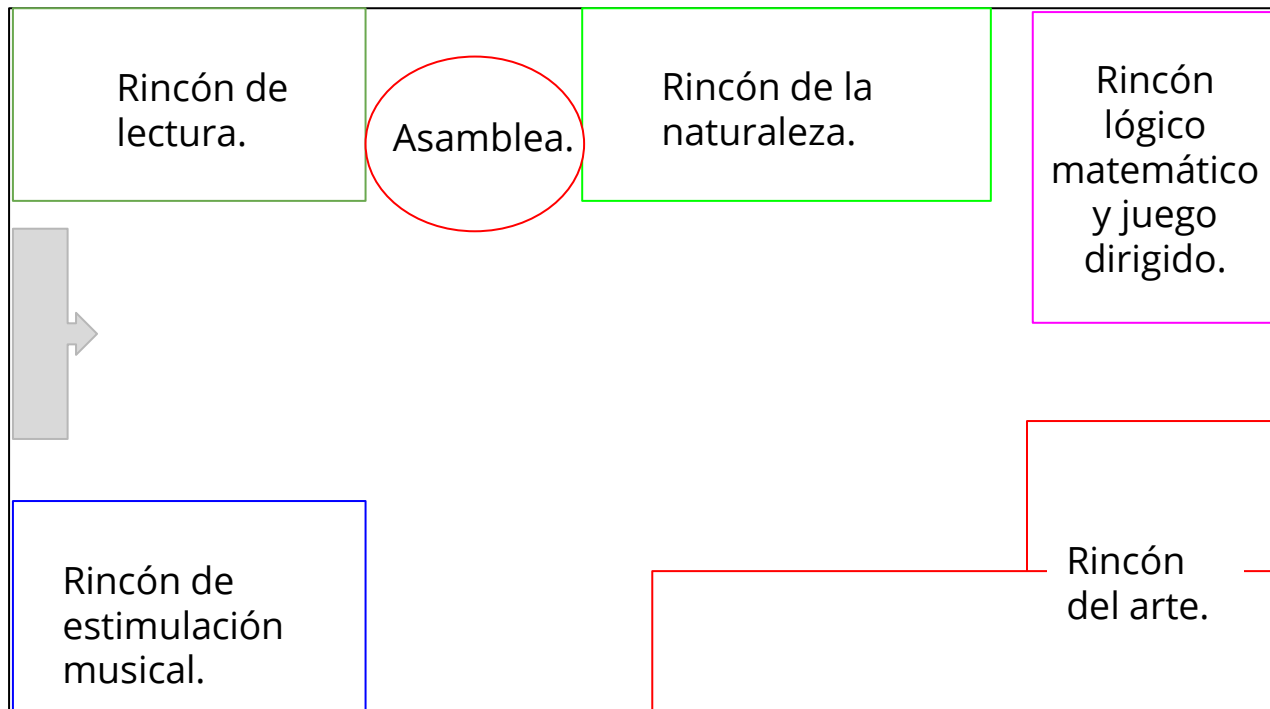 Rincón de
lectura.
Asamblea.
Rincón de la
naturaleza.
Rincón
lógico
matemático
y juego
dirigido.
Rincón de
estimulación
musical.
Rincón
del arte.